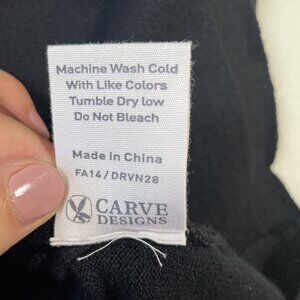 Machine Wash Cold
With Like Colors
Tumble Dry low
Do Not Bleach
Made in China
FA14/DRVN28
CARVE
DESIGNS